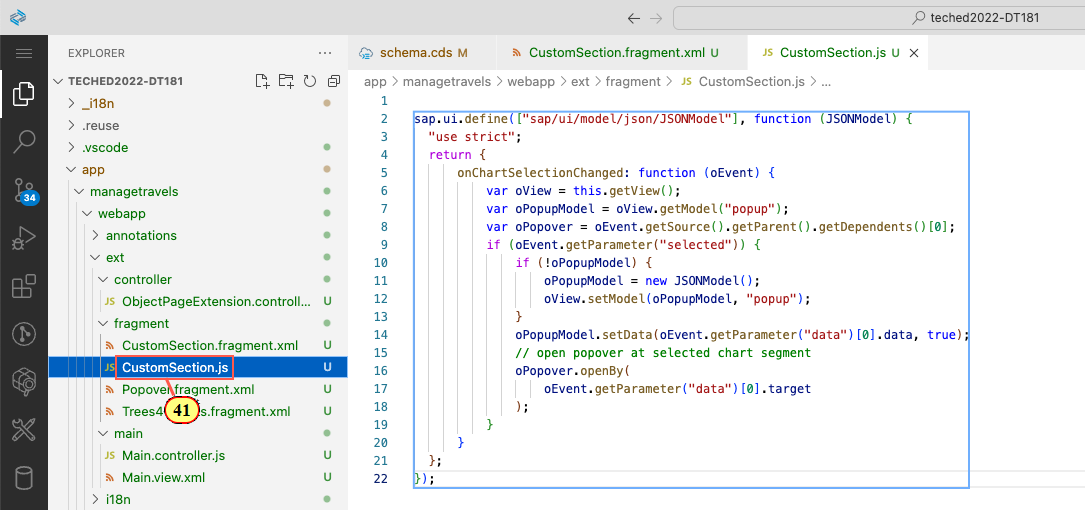 teched2022-DT181
EXPLORER
schema.cds M
CustomSection.fragment.xml U
JS CustomSection.js U
TECHED2022-DT181
app > managetravels > webapp > ext > fragment > JS CustomSection.js > ...
_i18n
.reuse
.vscode
app
managetravels
webapp
annotations
ext
controller
JS ObjectPageExtension.controll... U
fragment
CustomSection.fragment.xml U
JS CustomSection.js U
Popover.fragment.xml U
41
main
JS Main.controller.js U
Main.view.xml U
i18n
34
1
2 sap.ui.define(["sap/ui/model/json/JSONModel"], function (JSONModel) {
3 "use strict";
4 return {
5 onChartSelectionChanged: function (oEvent) {
6 var oView = this.getView();
7 var oPopupModel = oView.getModel("popup");
8 var oPopover = oEvent.getSource().getParent().getDependents()[0];
9 if (oEvent.getParameter("selected")) {
10 if (!oPopupModel) {
11 oPopupModel = new JSONModel();
12 oView.setModel(oPopupModel, "popup");
13 }
14 oPopupModel.setData(oEvent.getParameter("data")[0].data, true);
15 // open popover at selected chart segment
16 oPopover.openBy(
17 oEvent.getParameter("data")[0].target
18 );
19 }
20 }
21 };
22 });